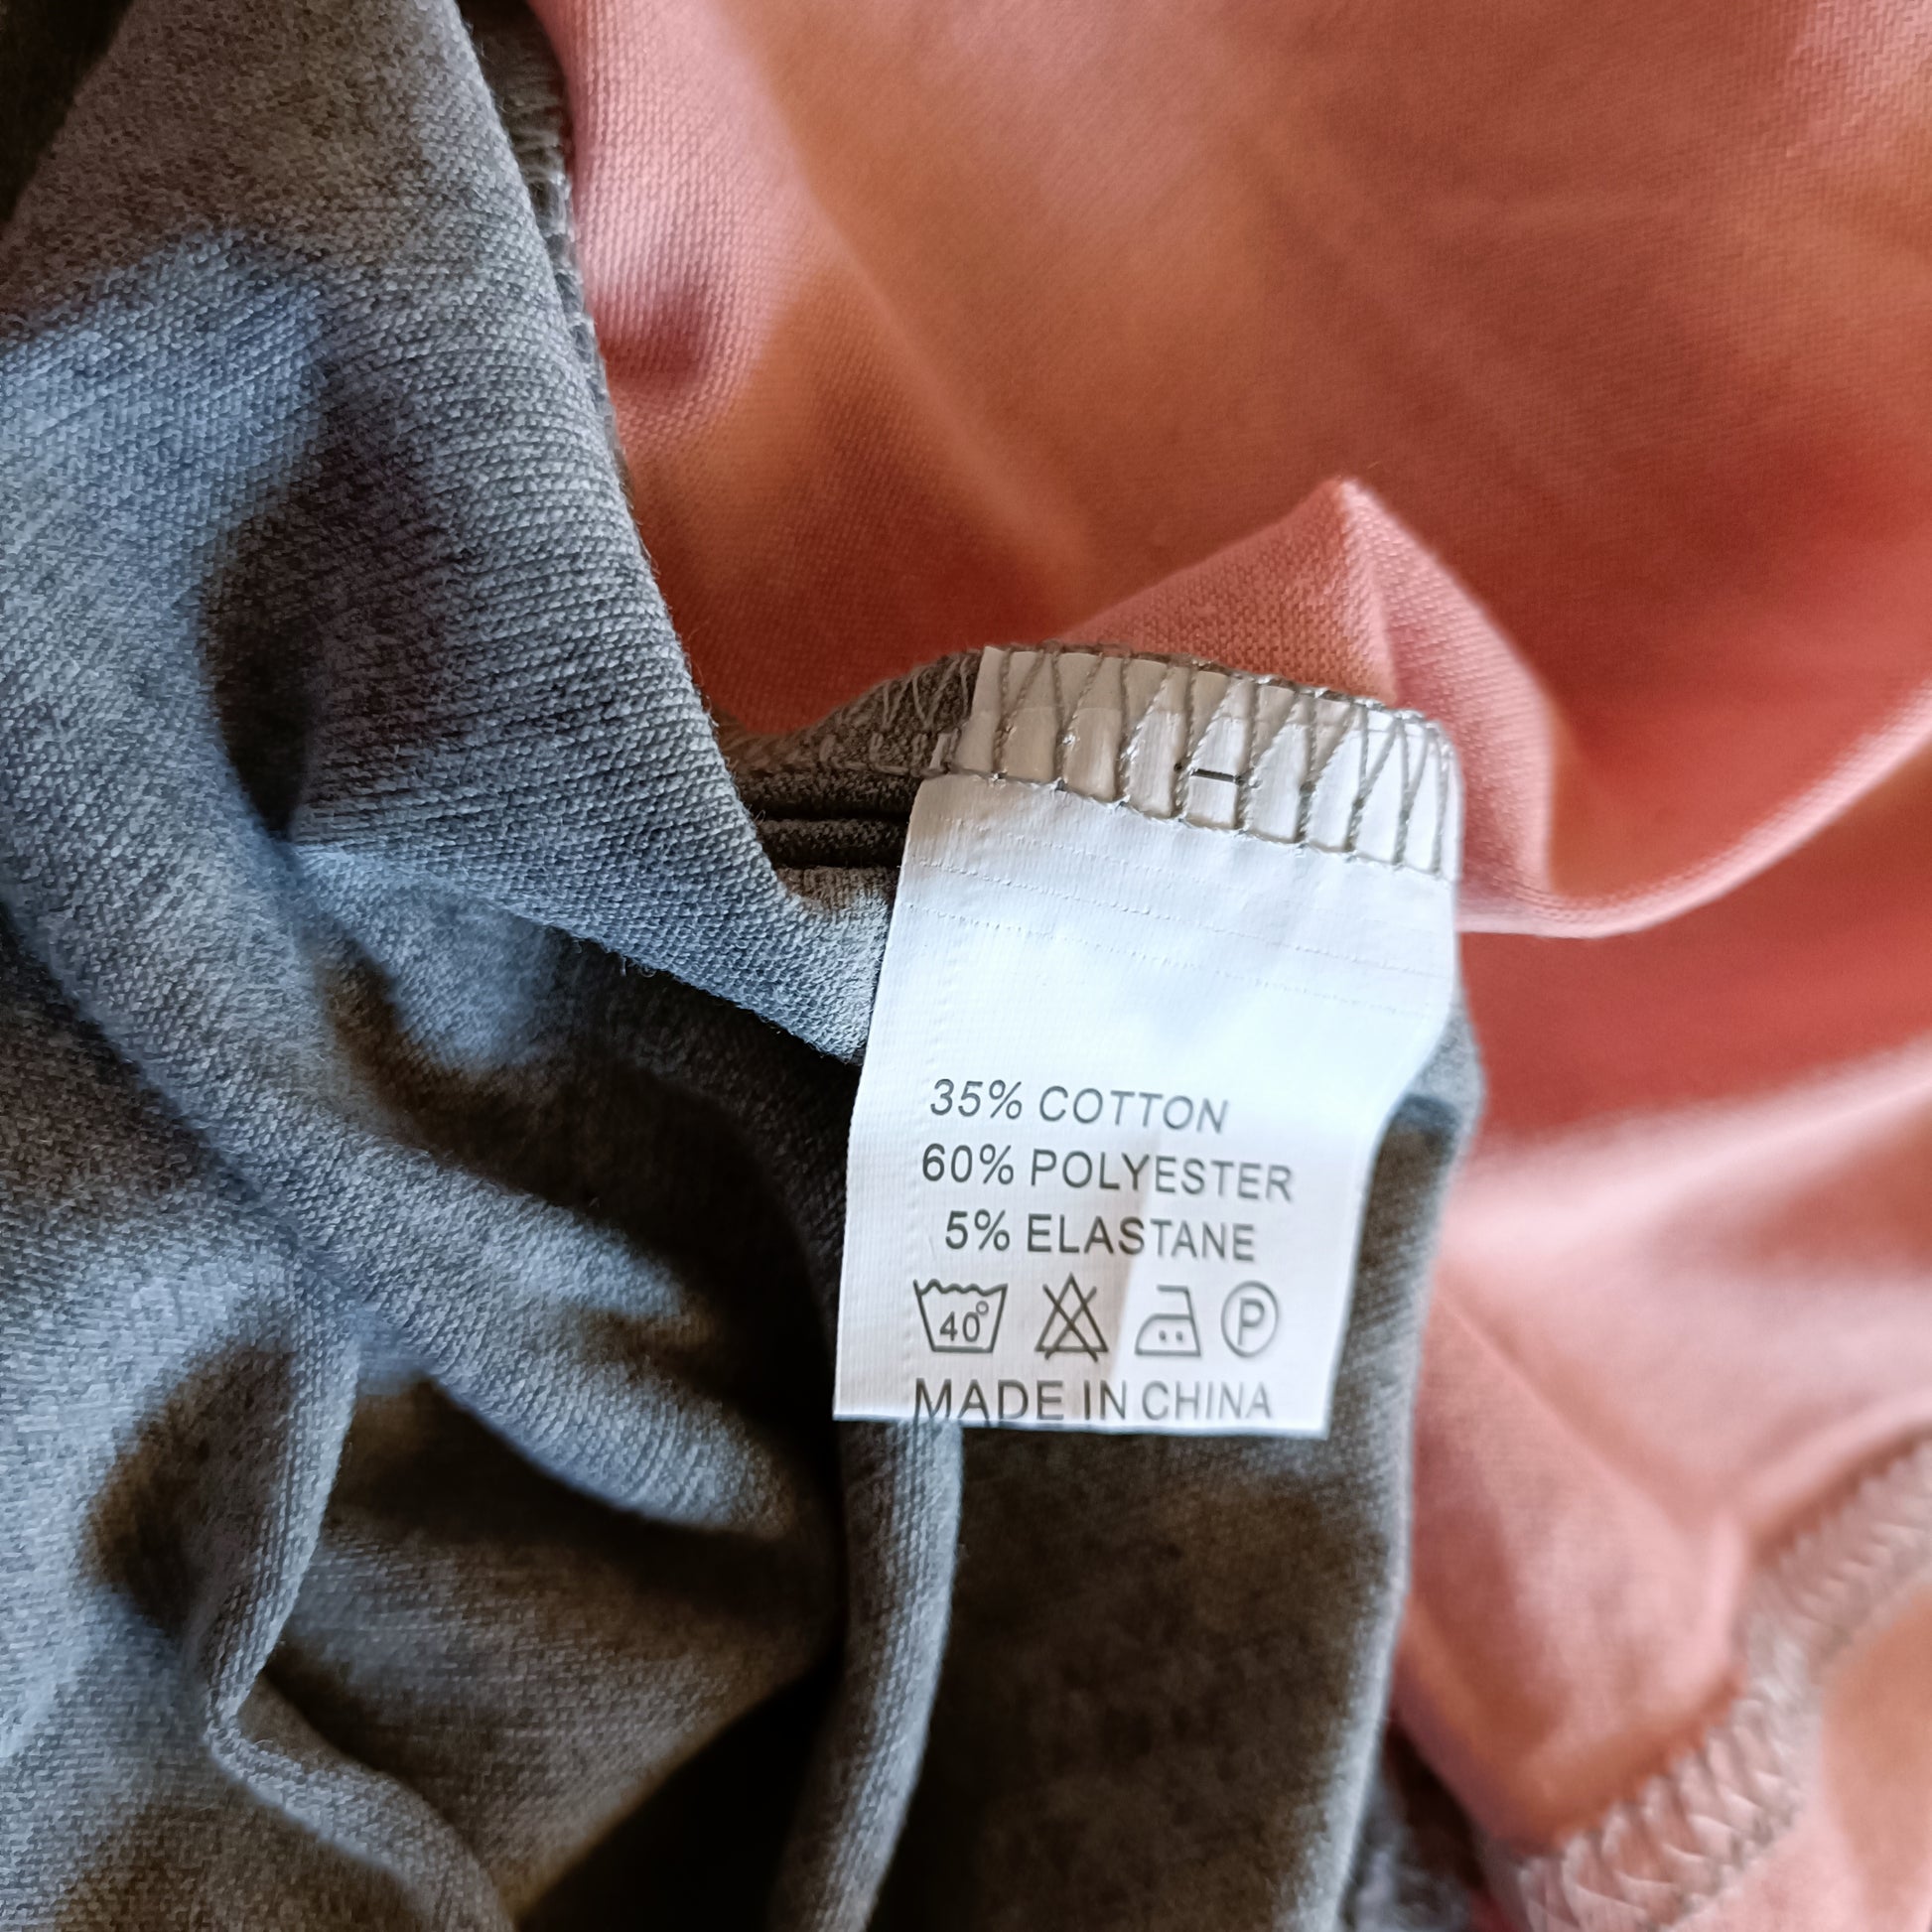 35% COTTON
60% POLYESTER
5% ELASTANE
40° P
MADE IN CHINA